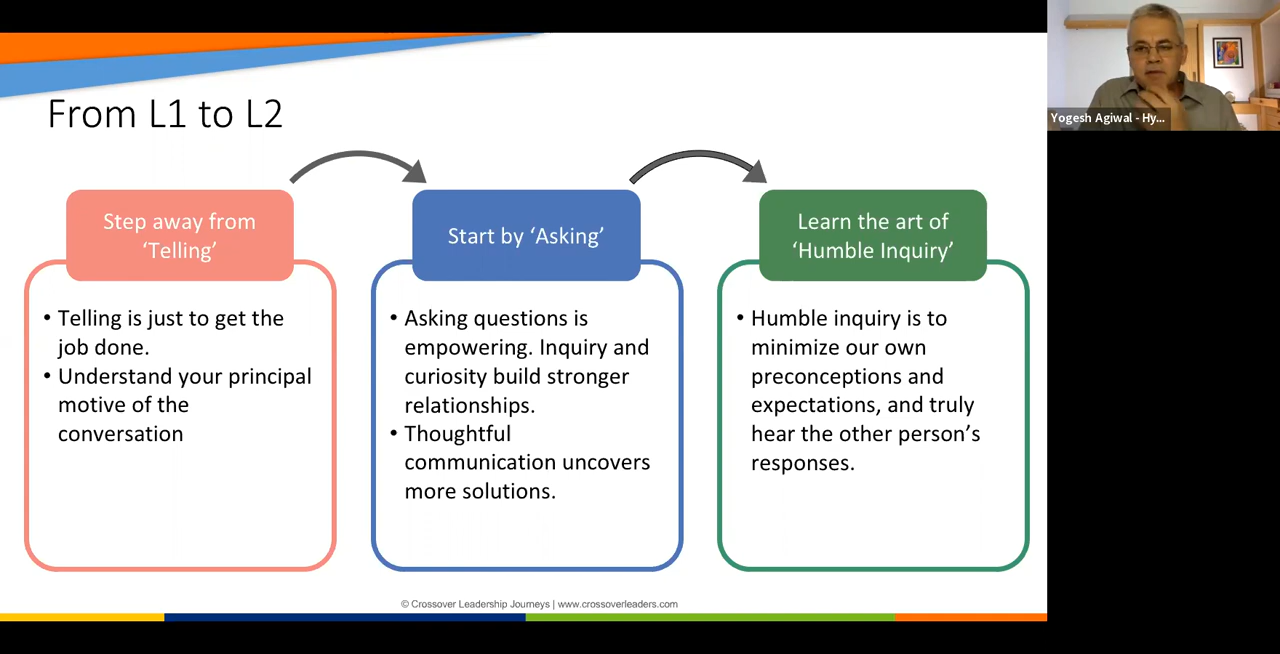 From L1 to L2
Step away from
‘Telling’
• Telling is just to get the
job done.
• Understand your principal
motive of the
conversation
Start by ‘Asking’
• Asking questions is
empowering. Inquiry and
curiosity build stronger
relationships.
• Thoughtful
communication uncovers
more solutions.
Learn the art of
‘Humble Inquiry’
• Humble inquiry is to
minimize our own
preconceptions and
expectations, and truly
hear the other person’s
responses.
© Crossover Leadership Journeys | www.crossoverleaders.com
Yogesh Agiwal - Hy...